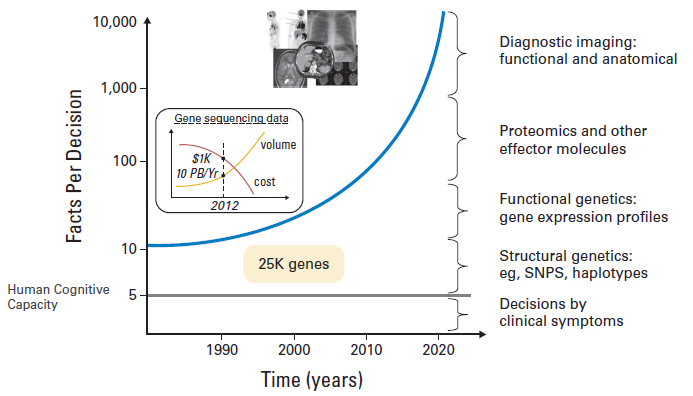 10,000
1,000
100
10
5
Facts Per Decision
Human Cognitive
Capacity
Gene sequencing data
volume
$1K
10 PB/Yr
cost
2012
25K genes
1990
2000
2010
2020
Time (years)
Diagnostic imaging:
functional and anatomical
Proteomics and other
effector molecules
Functional genetics:
gene expression profiles
Structural genetics:
eg, SNPS, haplotypes
Decisions by
clinical symptoms